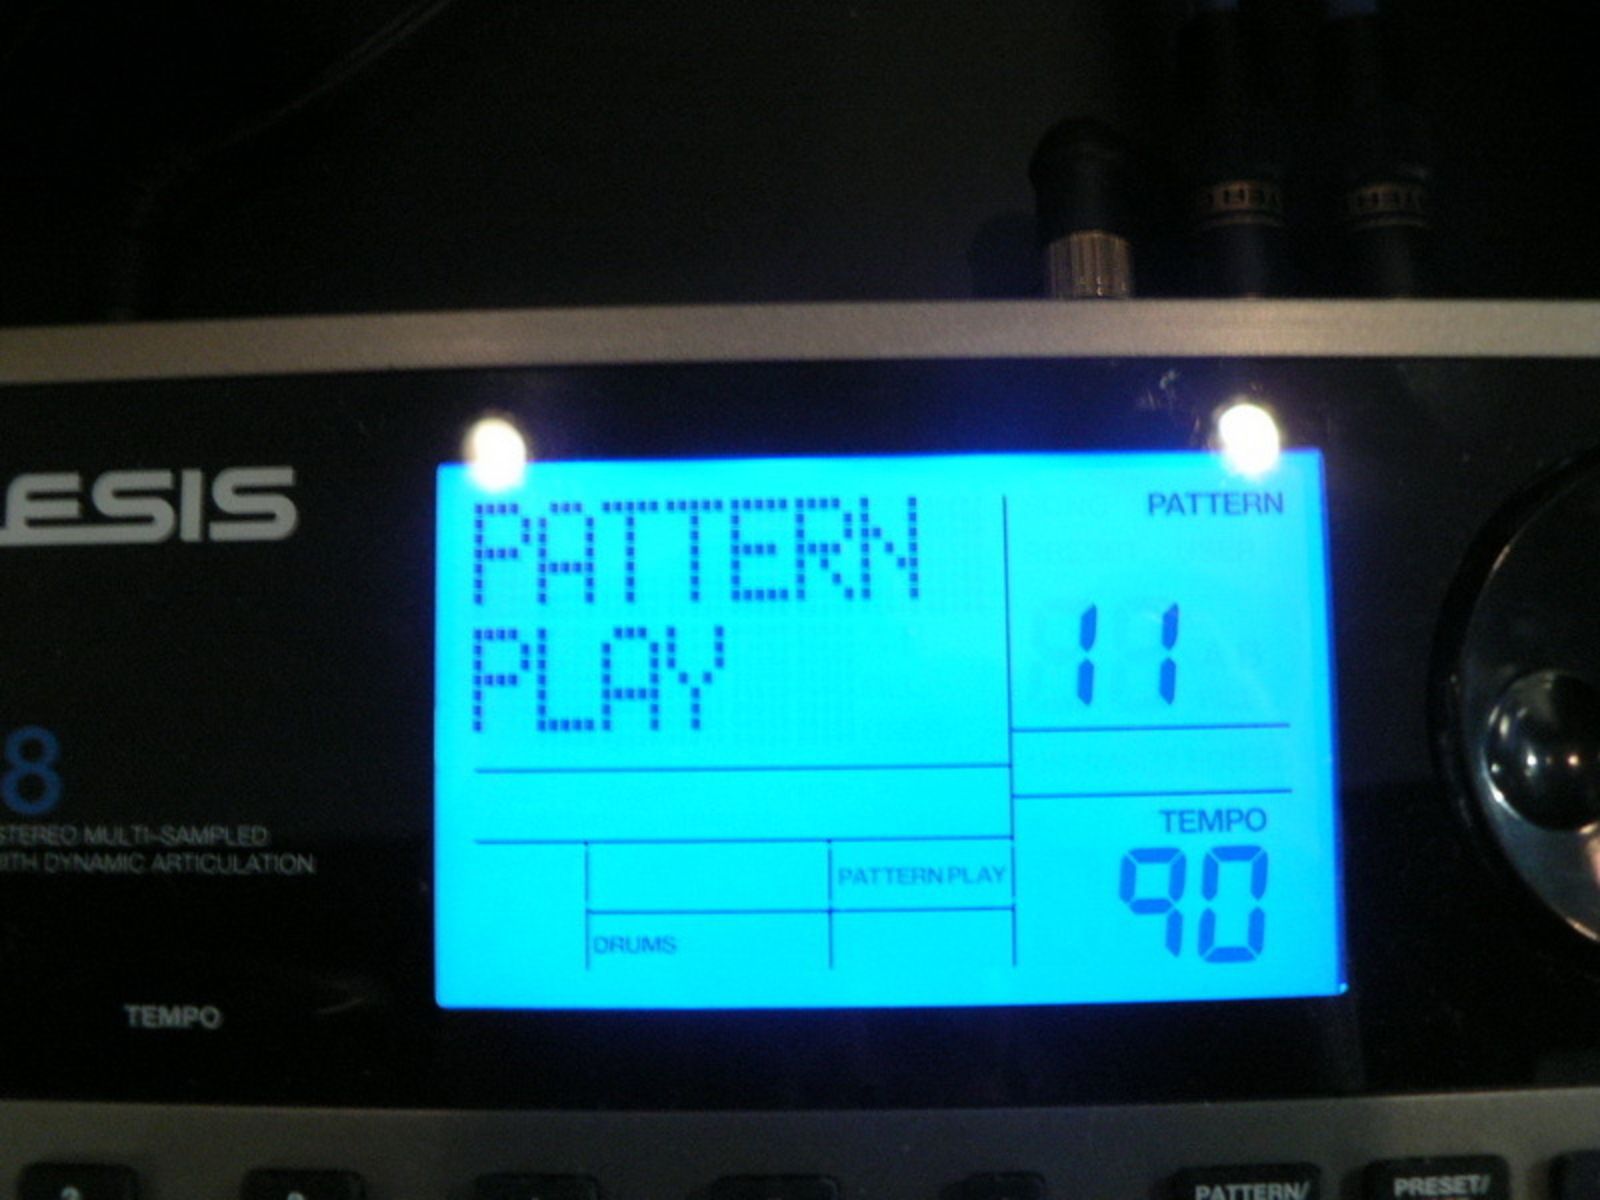 LESIS
PATTERN
PLAY
PATTERN
11
8
STEREO MULTI-SAMPLED
WITH DYNAMIC ARTICULATION
TEMPO
90
PATTERN PLAY
DRUMS
TEMPO
PATTERN/
PRESET/